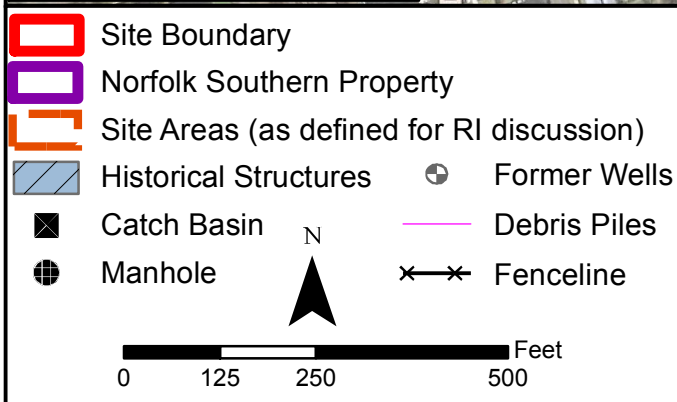 Site Boundary
Norfolk Southern Property
Site Areas (as defined for RI discussion)
Historical Structures
Former Wells
Catch Basin
Debris Piles
N
Manhole
Fenceline
Feet
0 125 250 500